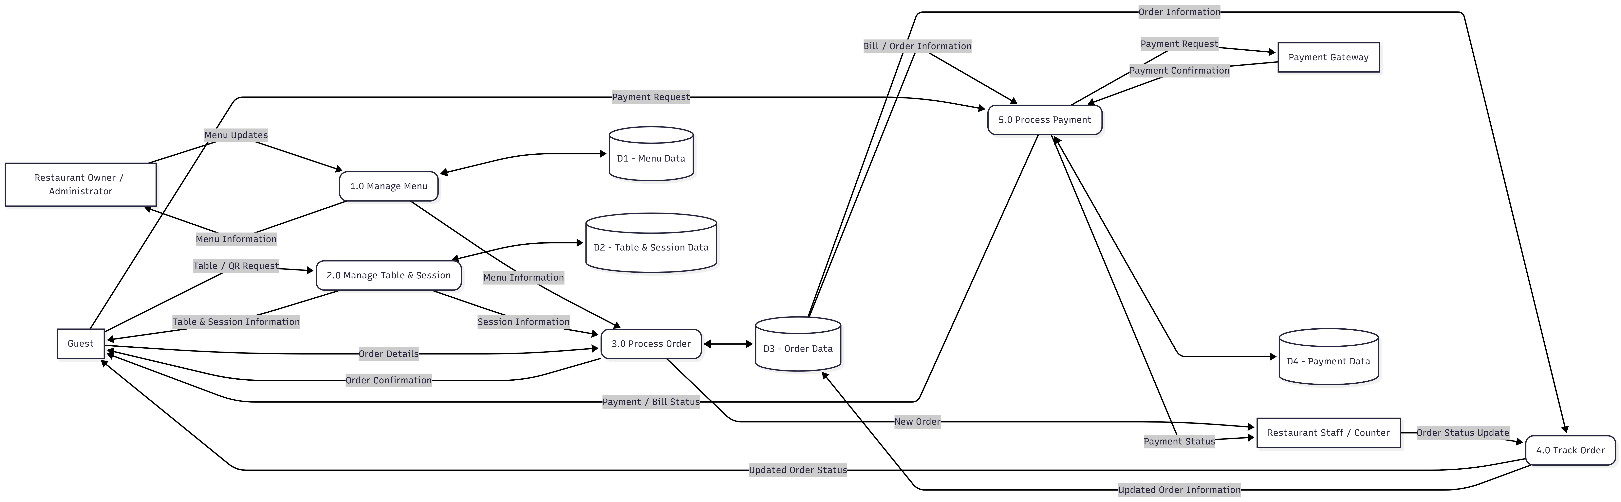 Order Information
Bill / Order Information
Payment Request
Payment Gateway
Payment Confirmation
Payment Request
5.0 Process Payment
Menu Updates
D1 - Menu Data
Restaurant Owner /
Administrator
1.0 Manage Menu
Menu Information
D2 - Table & Session Data
Table / QR Request
2.0 Manage Table & Session
Menu Information
Table & Session Information
Session Information
Guest
3.0 Process Order
D3 - Order Data
Order Details
D4 - Payment Data
Order Confirmation
Payment / Bill Status
New Order
Restaurant Staff / Counter
Order Status Update
Payment Status
4.0 Track Order
Updated Order Status
Updated Order Information